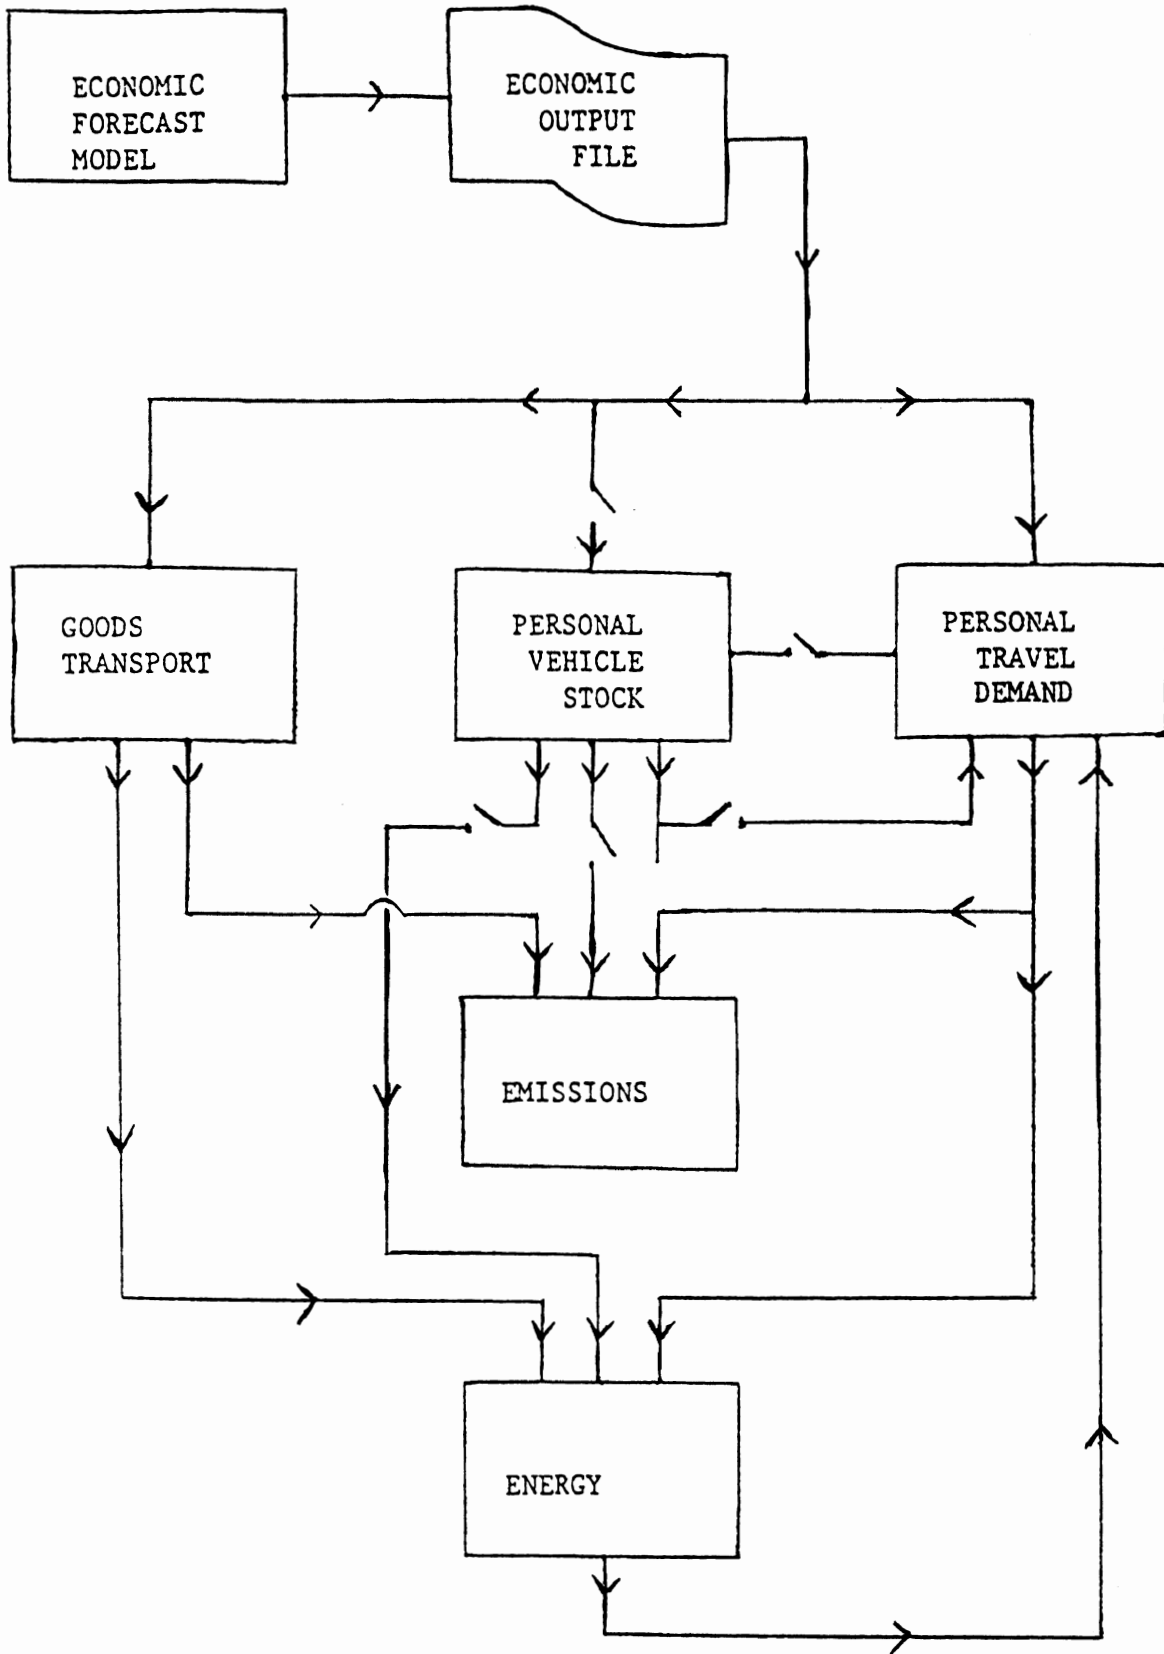 ECONOMIC
FORECAST
MODEL
ECONOMIC
OUTPUT
FILE
GOODS
TRANSPORT
PERSONAL
VEHICLE
STOCK
PERSONAL
TRAVEL
DEMAND
EMISSIONS
ENERGY